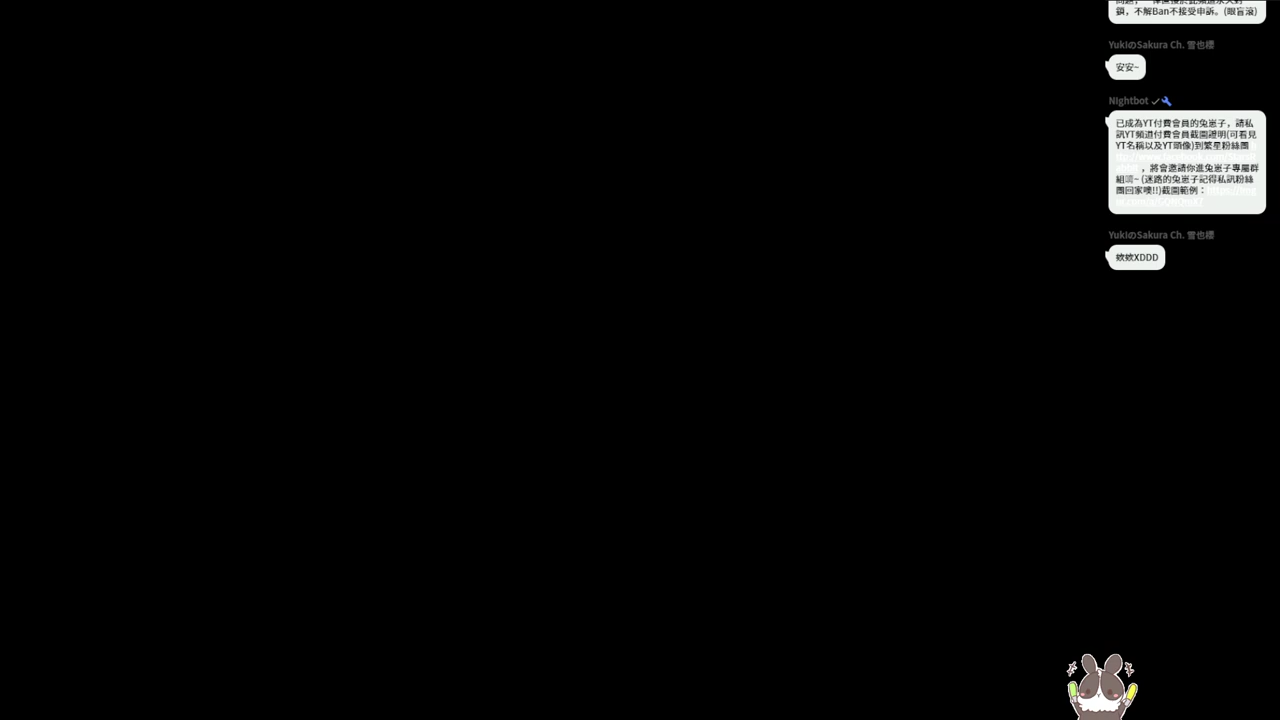 鎖，不解Ban不接受申訴。(眼盲滾)
YukiのSakura Ch. 雪也櫻
安安~
Nightbot
已成為YT付費會員的兔崽子，請私
訊YT頻道付費會員截圖證明(可看見
YT名稱以及YT頭像)到繁星粉絲團
，將會邀請你進兔崽子專屬群
組唷~ (迷路的兔崽子記得私訊粉絲
團回家噢!!)截圖範例：
YukiのSakura Ch. 雪也櫻
欸欸XDDD